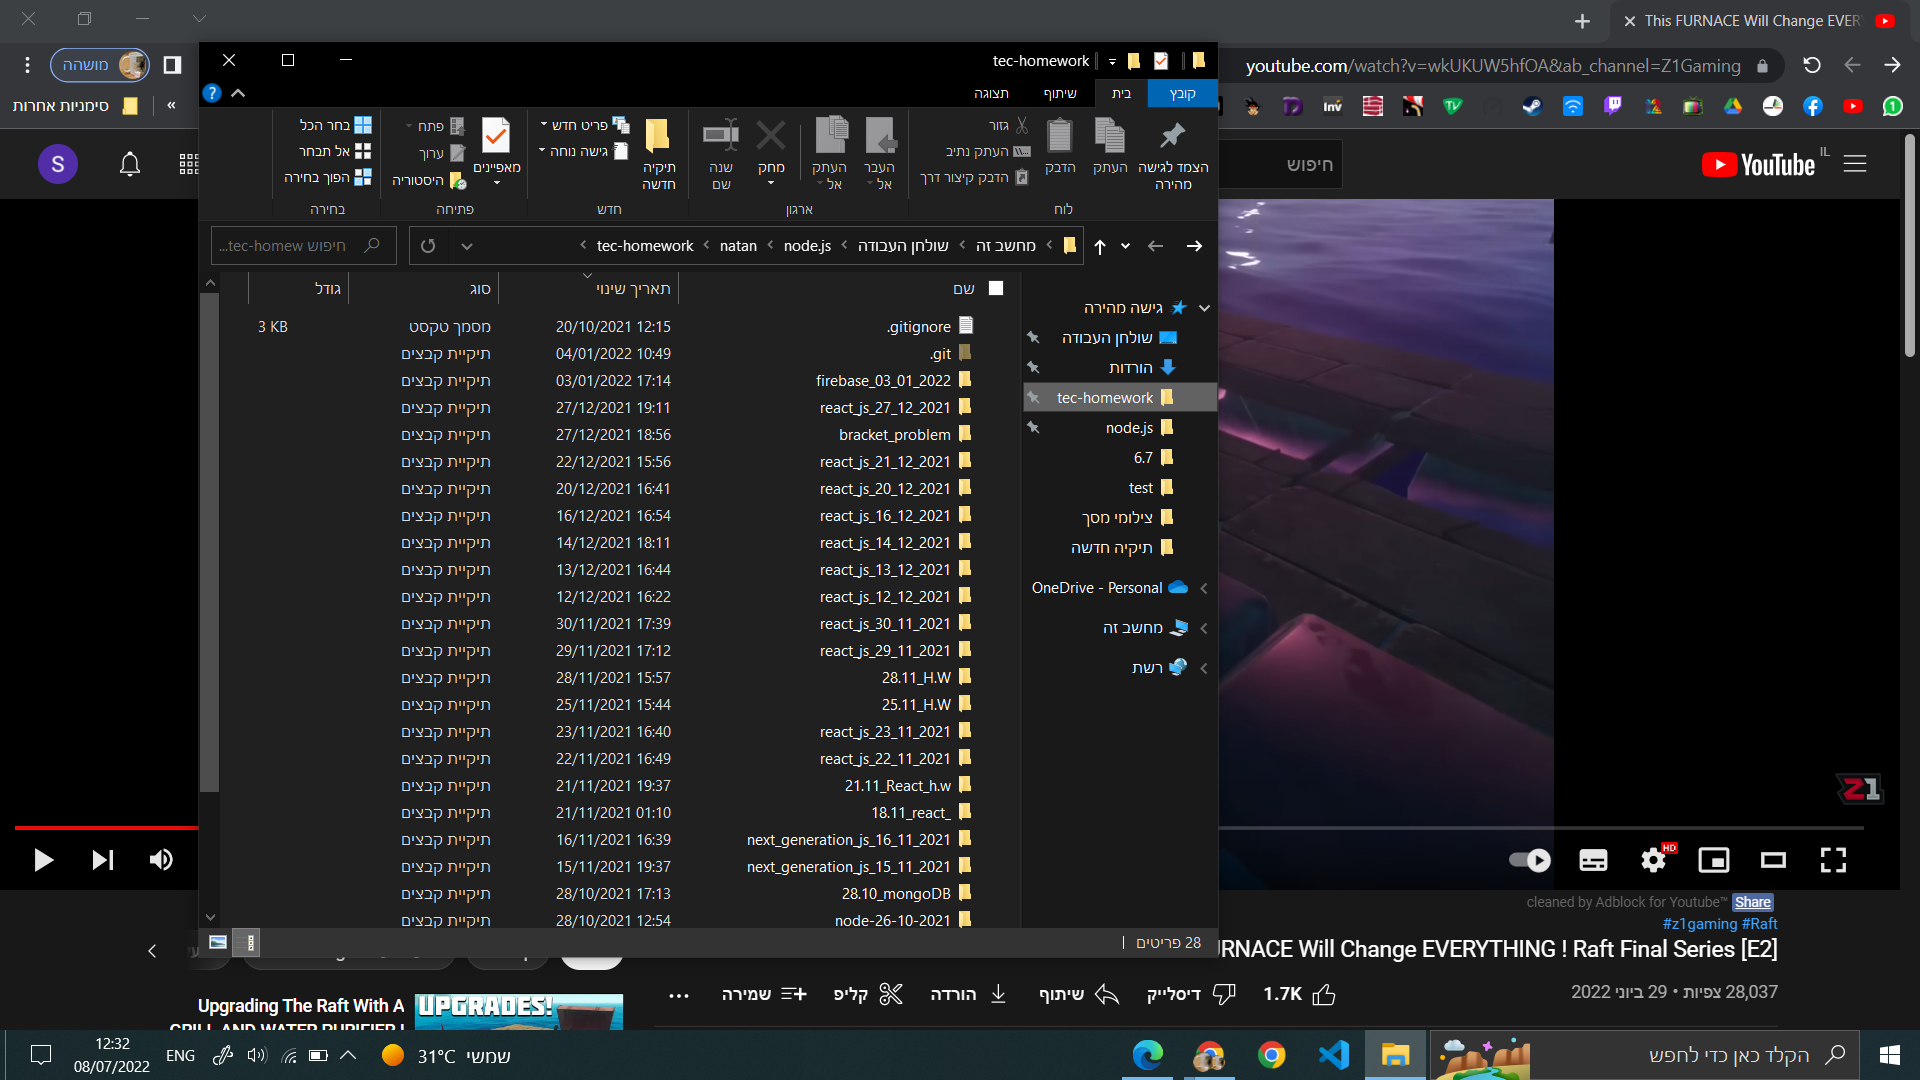 This FURNACE Will Change EVER
youtube.com/watch?v=wkUKUW5hfOA&ab_channel=Z1Gaming
מושהה
סימניות אחרות
»
tec-homework
קובץ
בית
שיתוף
תצוגה
הצמד לגישה מהירה
העתק
הדבק
גזור
העתק נתיב
הדבק קיצור דרך
לוח
העבר אל
העתק אל
מחק
שנה שם
ארגון
תיקיה חדשה
פריט חדש
גישה נוחה
חדש
מאפיינים
פתח
ערוך
היסטוריה
פתיחה
בחר הכל
אל תבחר
הפוך בחירה
בחירה
מחשב זה
שולחן העבודה
node.js
natan
tec-homework
חיפוש tec-homew...
חיפוש
YouTube IL
S
גישה מהירה
שולחן העבודה
הורדות
tec-homework
node.js
6.7
test
צילומי מסך
תיקיה חדשה
OneDrive - Personal
מחשב זה
רשת
שם תאריך שינוי סוג גודל
.gitignore 20/10/2021 12:15 מסמך טקסט 3 KB
.git 04/01/2022 10:49 תיקיית קבצים
firebase_03_01_2022 03/01/2022 17:14 תיקיית קבצים
react_js_27_12_2021 27/12/2021 19:11 תיקיית קבצים
bracket_problem 27/12/2021 18:56 תיקיית קבצים
react_js_21_12_2021 22/12/2021 15:56 תיקיית קבצים
react_js_20_12_2021 20/12/2021 16:41 תיקיית קבצים
react_js_16_12_2021 16/12/2021 16:54 תיקיית קבצים
react_js_14_12_2021 14/12/2021 18:11 תיקיית קבצים
react_js_13_12_2021 13/12/2021 16:44 תיקיית קבצים
react_js_12_12_2021 12/12/2021 16:22 תיקיית קבצים
react_js_30_11_2021 30/11/2021 17:39 תיקיית קבצים
react_js_29_11_2021 29/11/2021 17:12 תיקיית קבצים
28.11_H.W 28/11/2021 15:57 תיקיית קבצים
25.11_H.W 25/11/2021 15:44 תיקיית קבצים
react_js_23_11_2021 23/11/2021 16:40 תיקיית קבצים
react_js_22_11_2021 22/11/2021 16:49 תיקיית קבצים
21.11_React_h.w 21/11/2021 19:37 תיקיית קבצים
18.11_react_ 21/11/2021 01:10 תיקיית קבצים
next_generation_js_16_11_2021 16/11/2021 16:39 תיקיית קבצים
next_generation_js_15_11_2021 15/11/2021 19:37 תיקיית קבצים
28.10_mongoDB 28/10/2021 17:13 תיקיית קבצים
node-26-10-2021 28/10/2021 12:54 תיקיית קבצים
28 פריטים
Z1
HD
cleaned by Adblock for Youtube™ Share
#z1gaming #Raft
URNACE Will Change EVERYTHING ! Raft Final Series [E2]
28,037 צפיות • 29 ביוני 2022
1.7K
דיסלייק
שיתוף
הורדה
קליפ
שמירה
Upgrading The Raft With A
GRILL AND WATER PURIFIER !
UPGRADES!
הקלד כאן כדי לחפש
31°C שמשי
ENG
12:32
08/07/2022